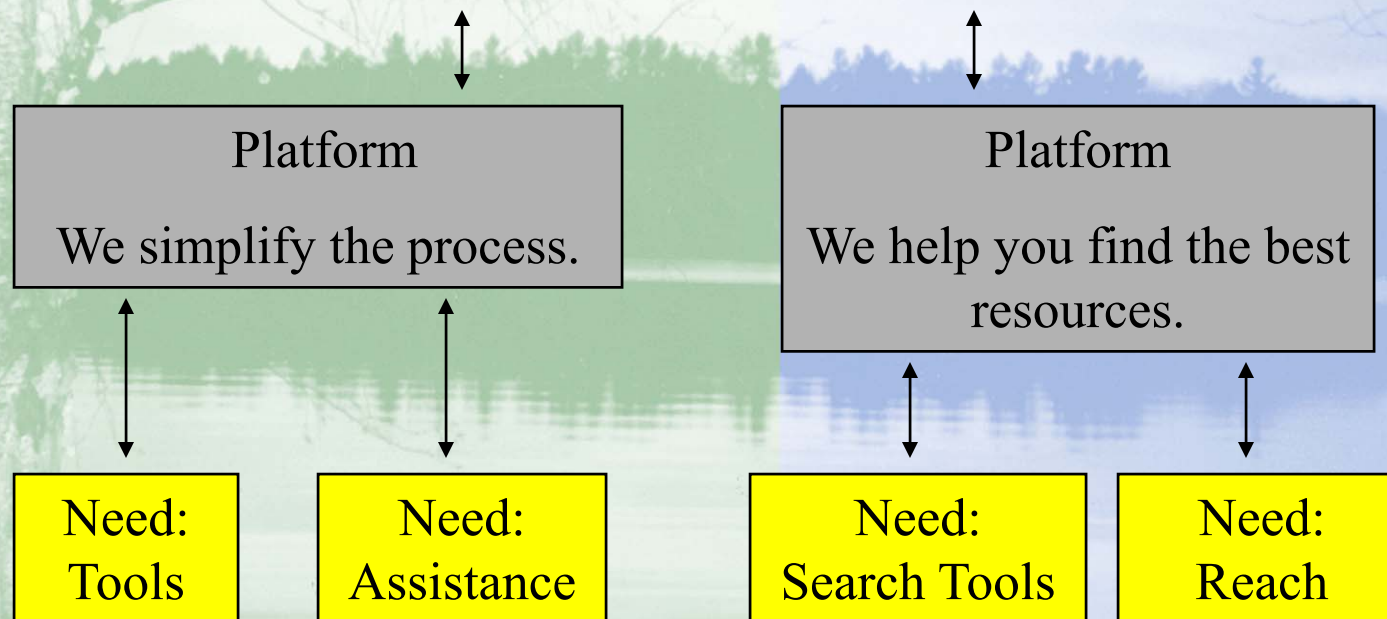 Platform
We simplify the process.
Platform
We help you find the best
resources.
Need:
Tools
Need:
Assistance
Need:
Search Tools
Need:
Reach